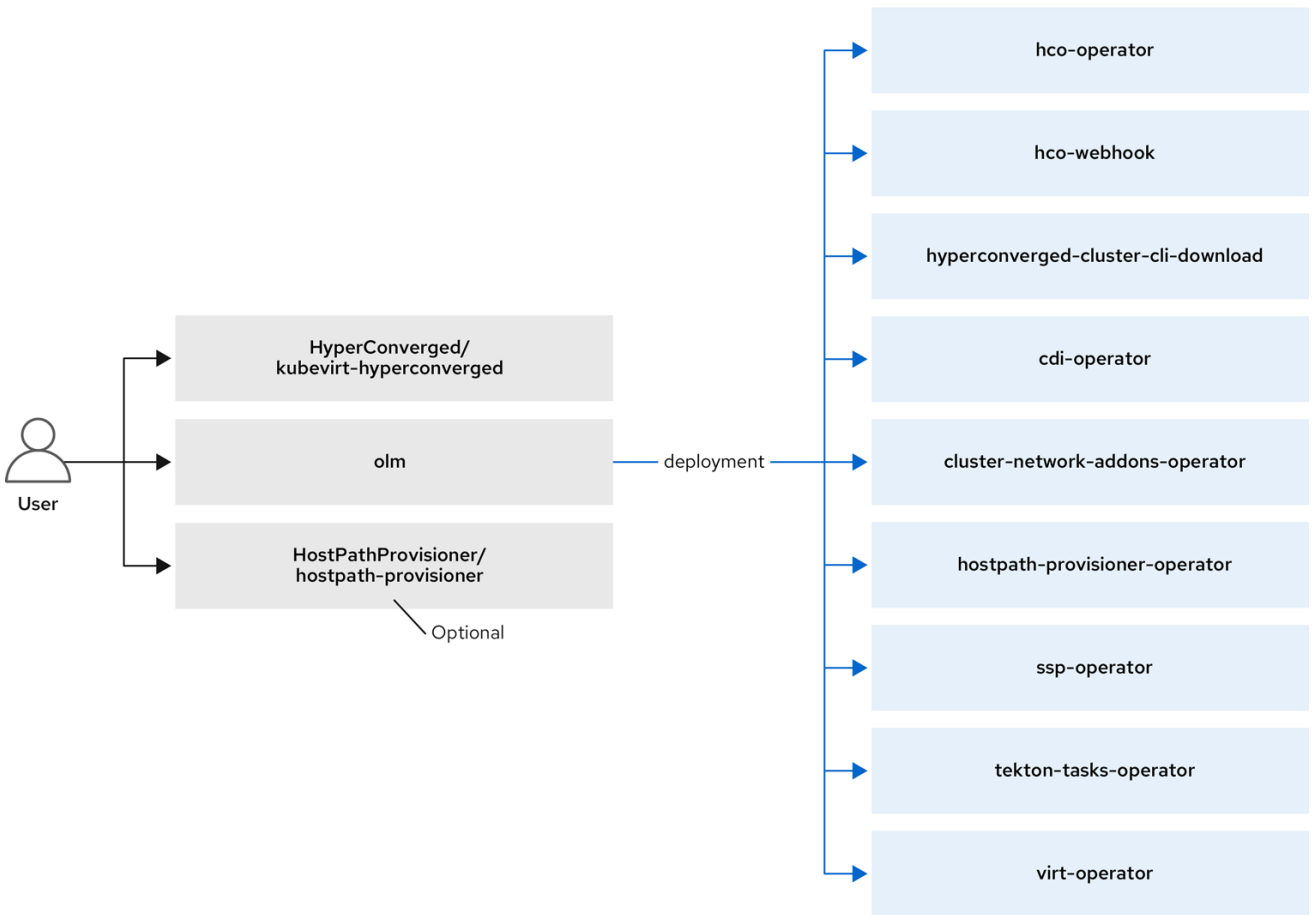 User
HyperConverged/
kubevirt-hyperconverged
olm
HostPathProvisioner/
hostpath-provisioner
Optional
deployment
hco-operator
hco-webhook
hyperconverged-cluster-cli-download
cdi-operator
cluster-network-addons-operator
hostpath-provisioner-operator
ssp-operator
tekton-tasks-operator
virt-operator